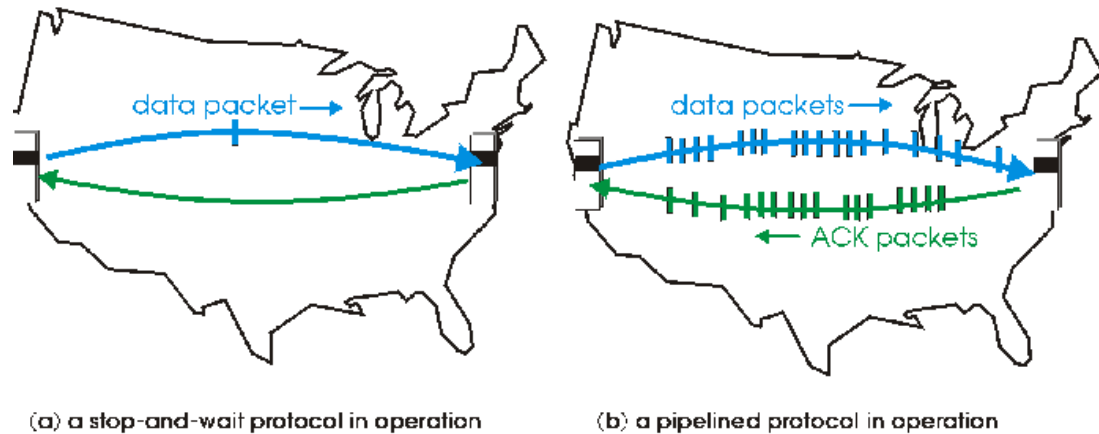 data packet
data packets
ACK packets
(a) a stop-and-wait protocol in operation
(b) a pipelined protocol in operation